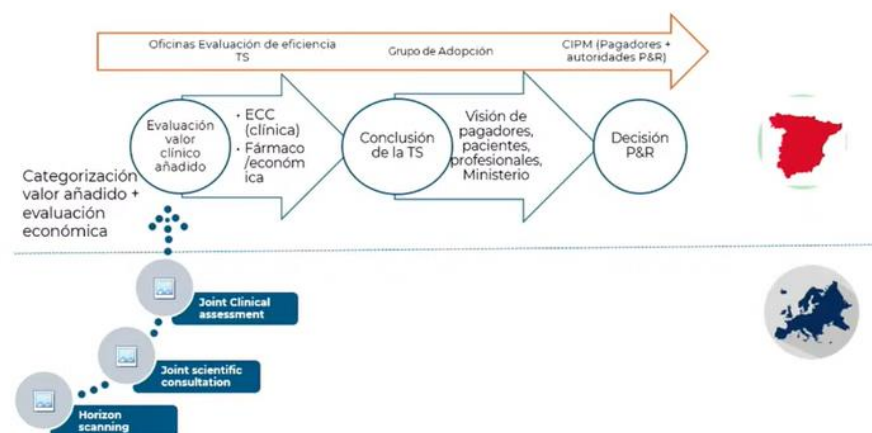 Oficinas Evaluación de eficiencia
TS
Grupo de Adopción
CIPM (Pagadores +
autoridades P&R)
Evaluación
valor
clínico
añadido
• ECC
(clínica)
• Fármaco
/económ
ica
Conclusión
de la TS
Visión de
pagadores,
pacientes,
profesionales,
Ministerio
Decisión
P&R
Categorización
valor añadido +
evaluación
económica
Joint Clinical
assessment
Joint scientific
consultation
Horizon
scanning